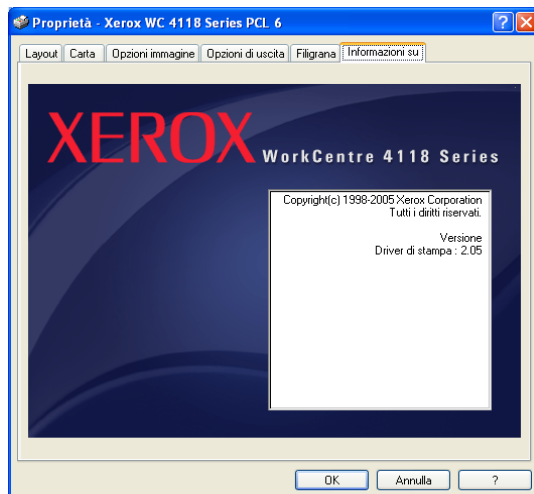 Proprietà - Xerox WC 4118 Series PCL 6
?
X
Layout Carta Opzioni immagine Opzioni di uscita Filigrana Informazioni su
XEROX
WorkCentre 4118 Series
Copyright(c) 1998-2005 Xerox Corporation
Tutti i diritti riservati.
Versione
Driver di stampa : 2.05
OK Annulla ?